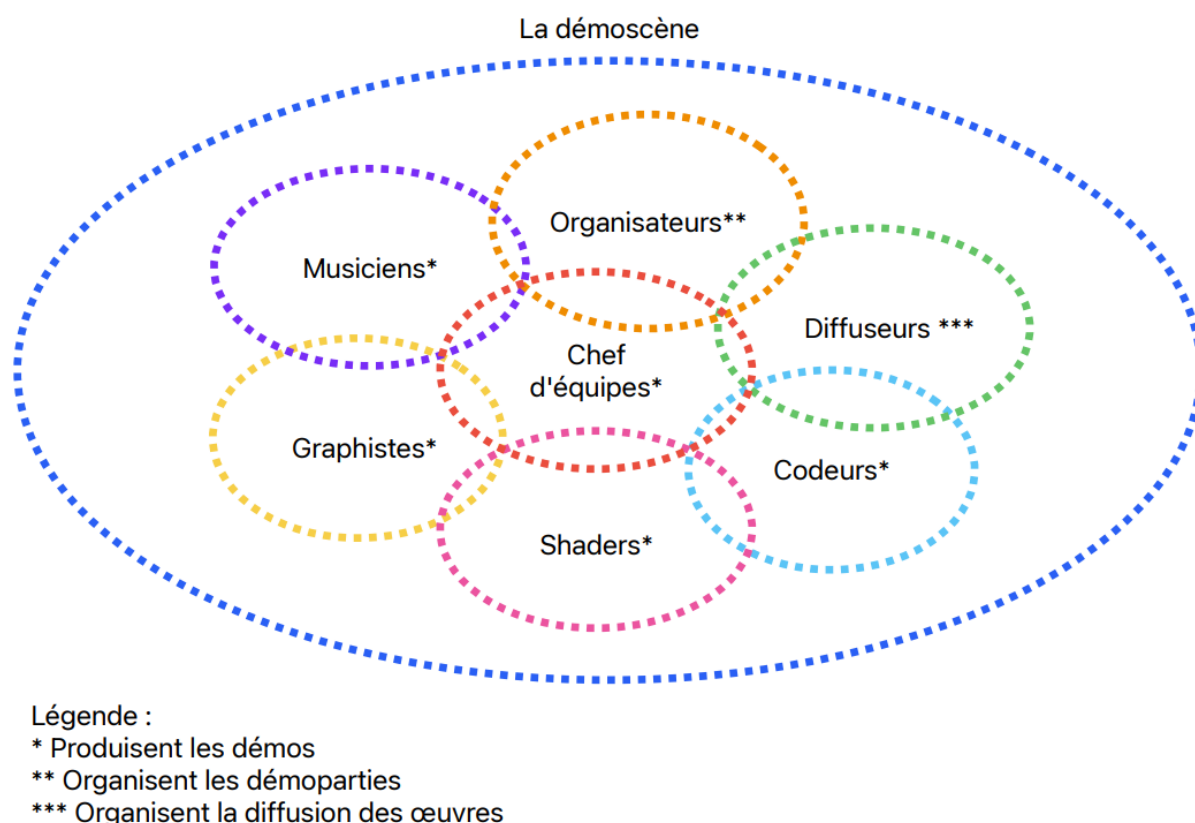 La démoscène
Organisateurs**
Musiciens*
Diffuseurs ***
Chef
d'équipes*
Graphistes*
Codeurs*
Shaders*
Légende :
* Produisent les démos
** Organisent les démoparties
*** Organisent la diffusion des œuvres